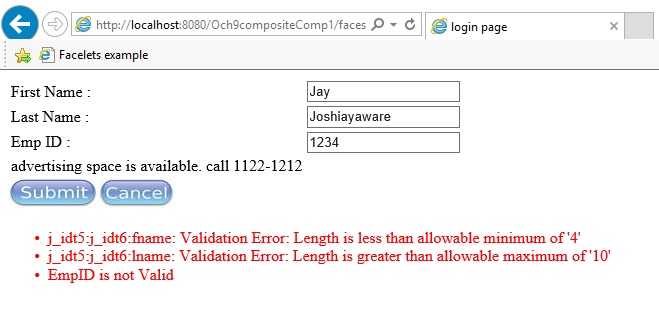 http://localhost:8080/Och9compositeComp1/faces
login page
Facelets example
First Name : Jay
Last Name : Joshiayaware
Emp ID : 1234
advertising space is available. call 1122-1212
Submit Cancel
• j_idt5:j_idt6:fname: Validation Error: Length is less than allowable minimum of '4'
• j_idt5:j_idt6:lname: Validation Error: Length is greater than allowable maximum of '10'
• EmpID is not Valid